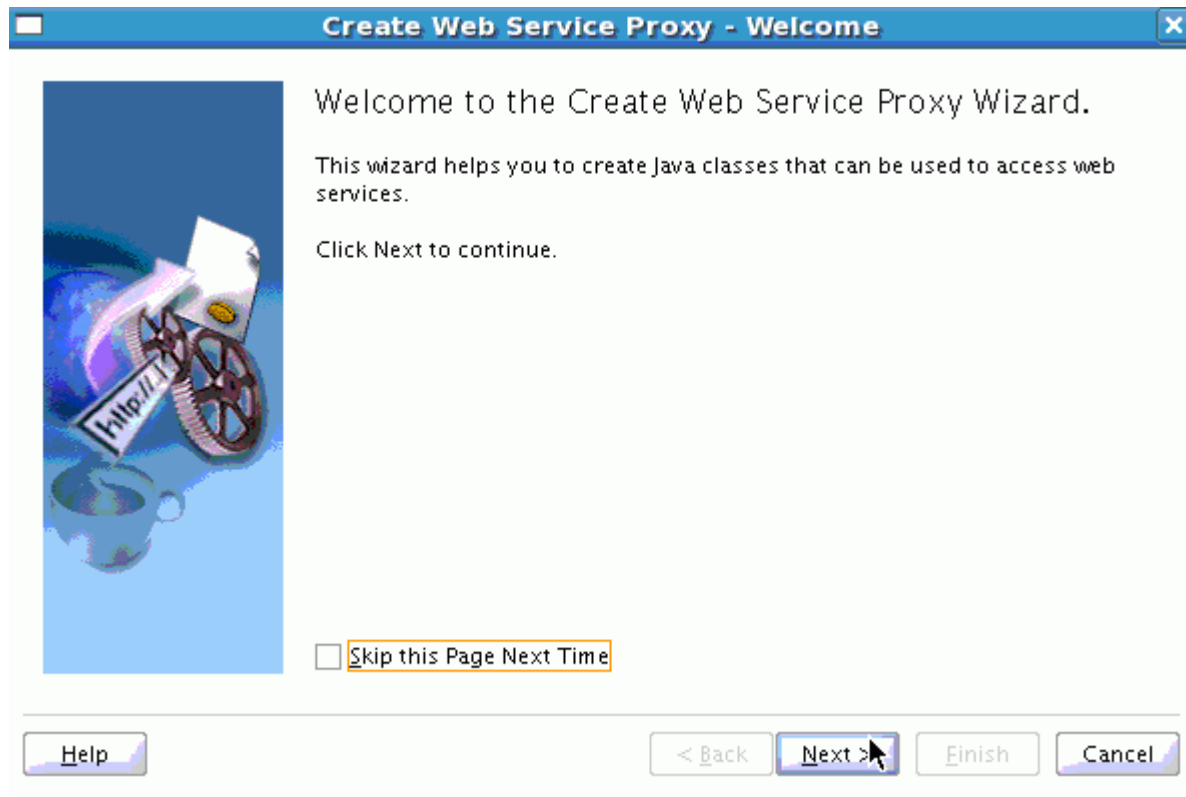 Create Web Service Proxy - Welcome
Welcome to the Create Web Service Proxy Wizard.
This wizard helps you to create Java classes that can be used to access web
services.
Click Next to continue.
http://.
Skip this Page Next Time
Help
< Back
Next >
Finish
Cancel